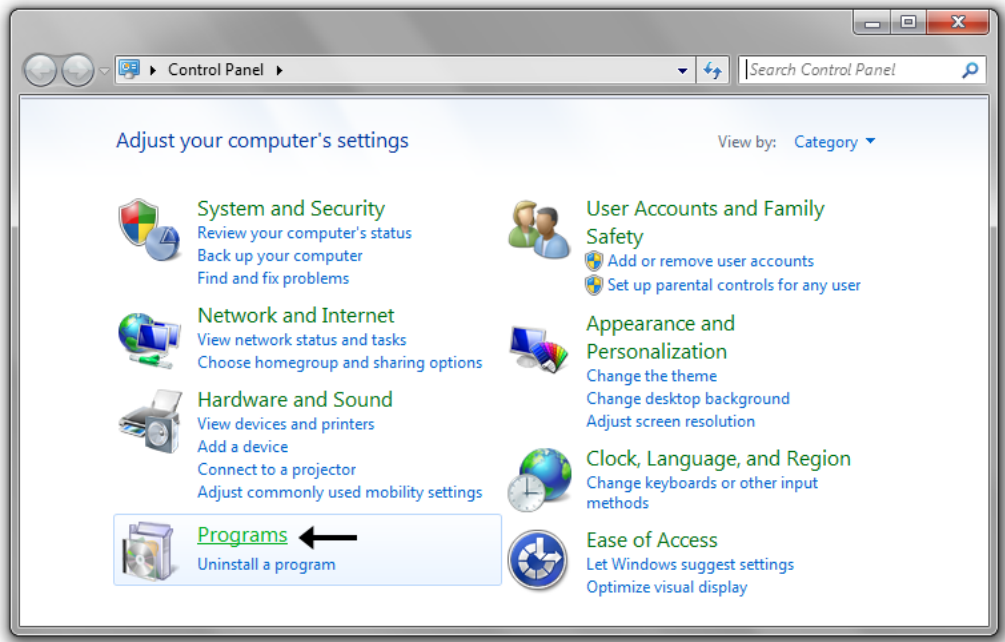 Control Panel
Search Control Panel
Adjust your computer's settings
View by: Category
System and Security
Review your computer's status
Back up your computer
Find and fix problems
Network and Internet
View network status and tasks
Choose homegroup and sharing options
Hardware and Sound
View devices and printers
Add a device
Connect to a projector
Adjust commonly used mobility settings
Programs
Uninstall a program
User Accounts and Family
Safety
Add or remove user accounts
Set up parental controls for any user
Appearance and
Personalization
Change the theme
Change desktop background
Adjust screen resolution
Clock, Language, and Region
Change keyboards or other input
methods
Ease of Access
Let Windows suggest settings
Optimize visual display